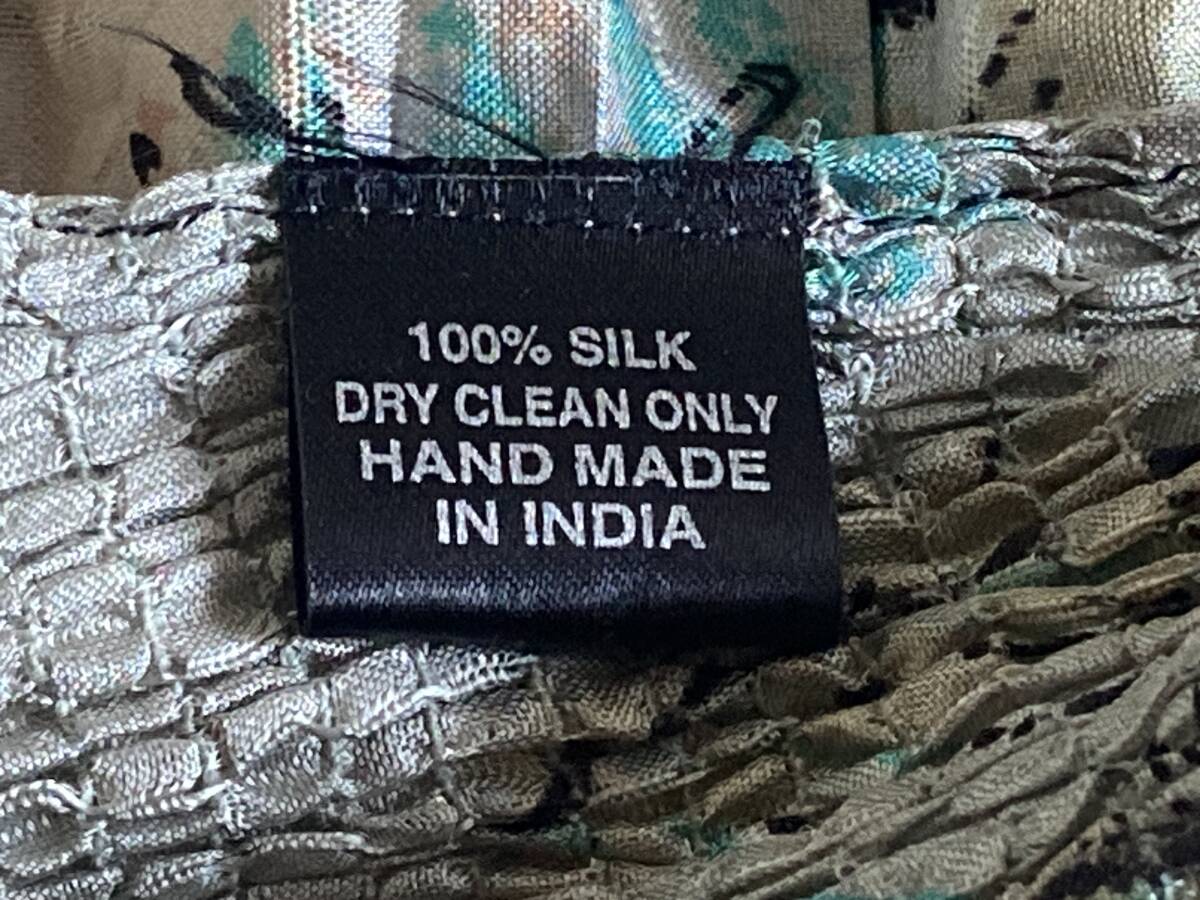 100% SILK
DRY CLEAN ONLY
HAND MADE
IN INDIA